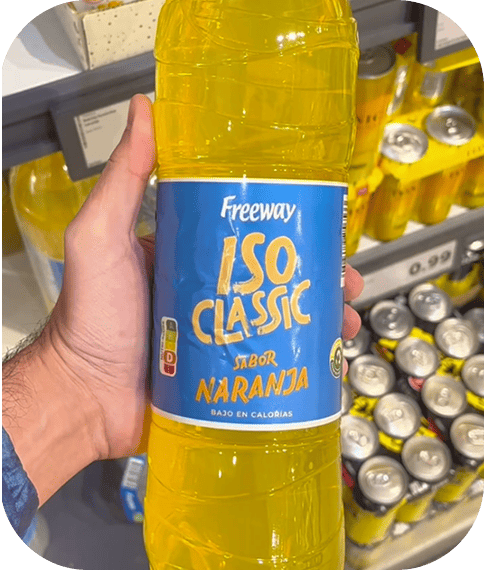 Freeway
ISO
CLASSIC
SABOR
NARANJA
BAJO EN CALORÍAS
D
0.99